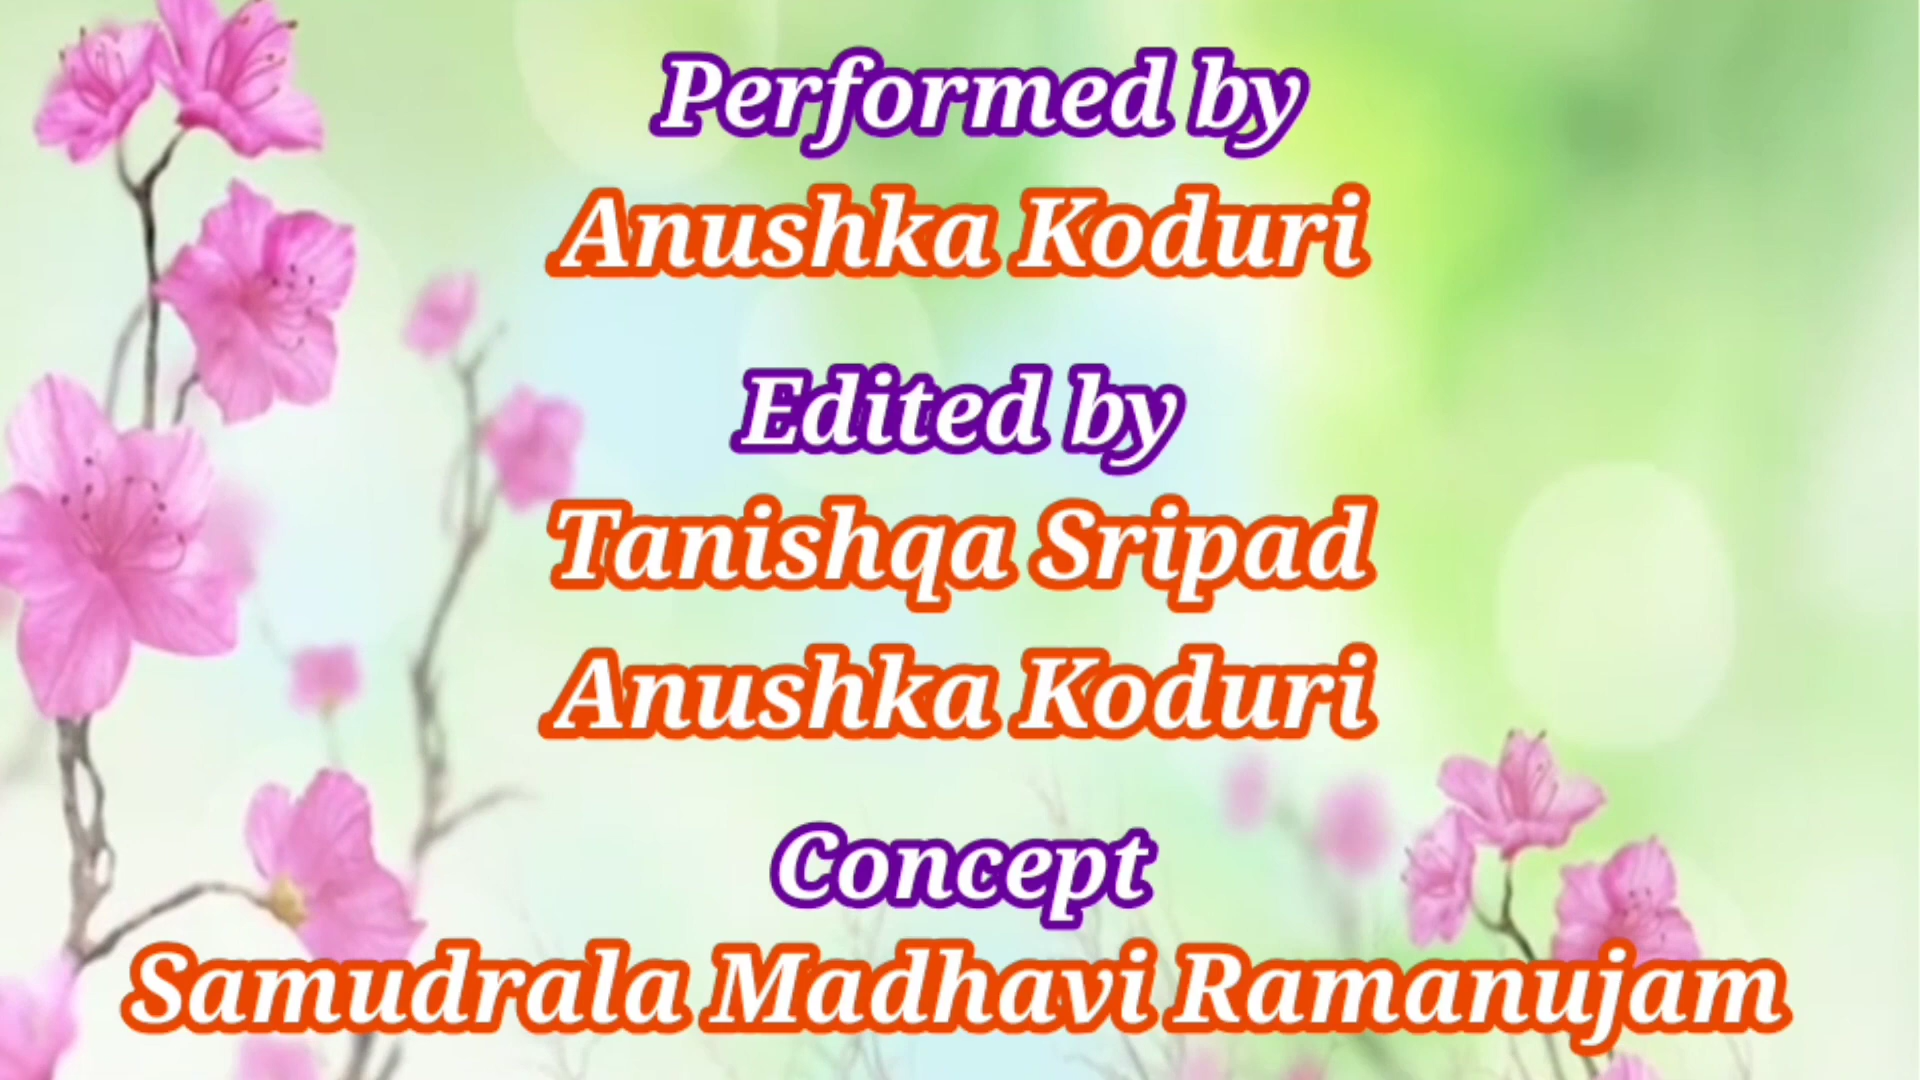 Performed by
Anushka Koduri
Edited by
Tanishqa Sripad
Anushka Koduri
Concept
Samudrala Madhavi Ramanujam